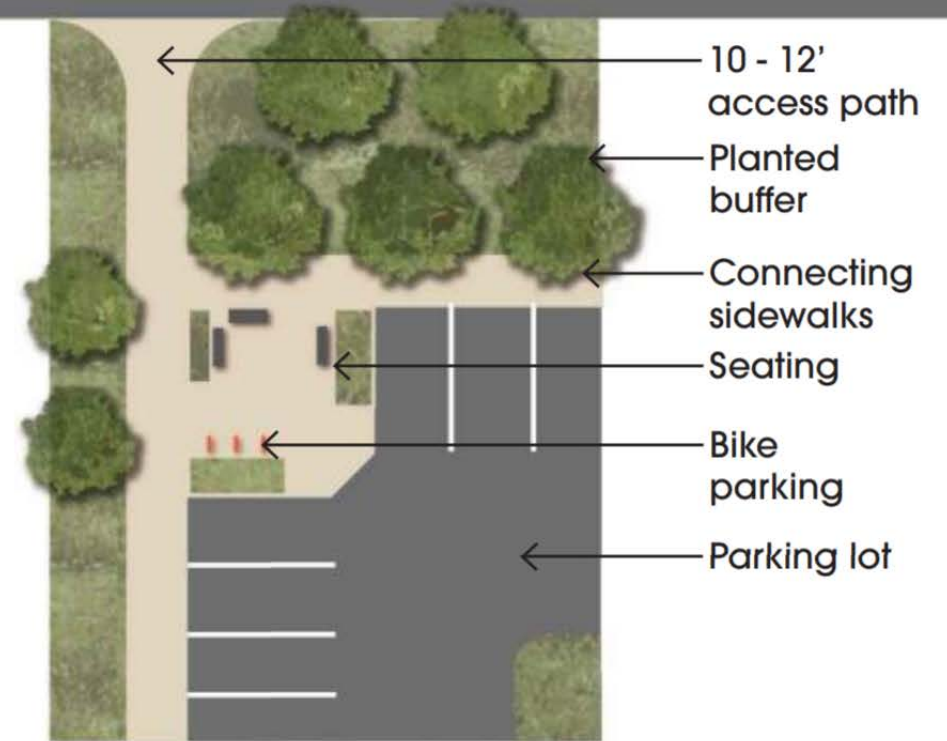 10 - 12'
access path
Planted
buffer
Connecting
sidewalks
Seating
Bike
parking
Parking lot